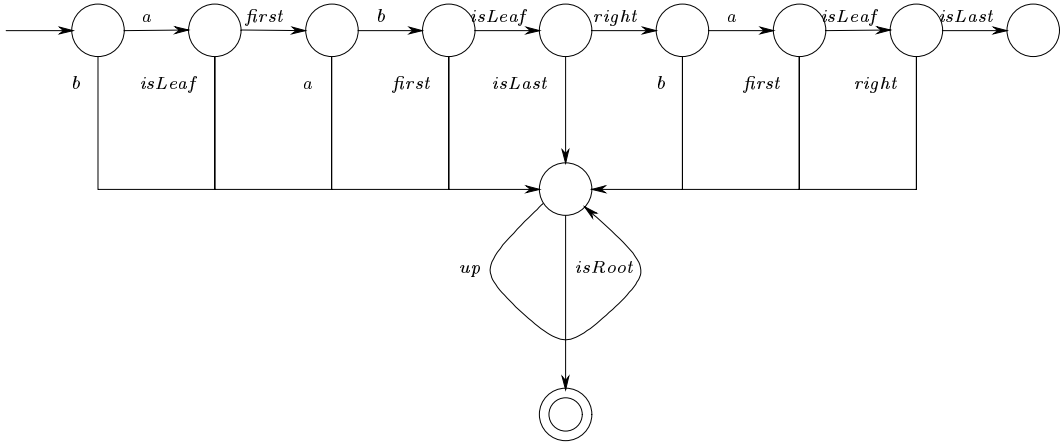 a first b isLeaf right a isLeaf isLast
b isLeaf a first isLast b first right
up isRoot